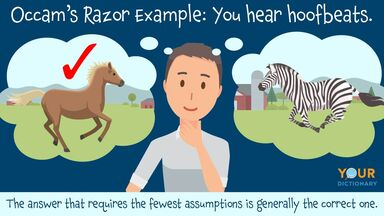 Occam's Razor Example: You hear hoofbeats.
YOUR
DICTIONARY
The answer that requires the fewest assumptions is generally the correct one.